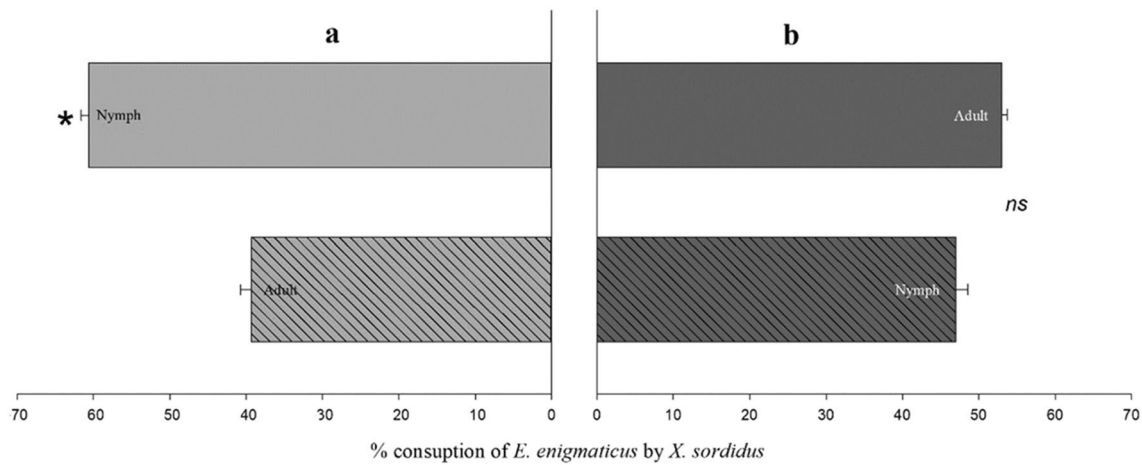 a
b
* Nymph
Adult
ns
Adult
Nymph
70 60 50 40 30 20 10 0
0 10 20 30 40 50 60 70
% consuption of E. enigmaticus by X. sordidus